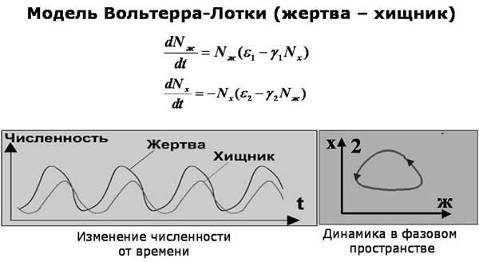 Модель Вольтерра-Лотки (жертва – хищник)
dNж/dt = Nж(ε₁ – γ₁Nх)
dNх/dt = –Nх(ε₂ – γ₂Nж)
Численность
Жертва
Хищник
t
х 2
ж
Изменение численности
от времени
Динамика в фазовом
пространстве